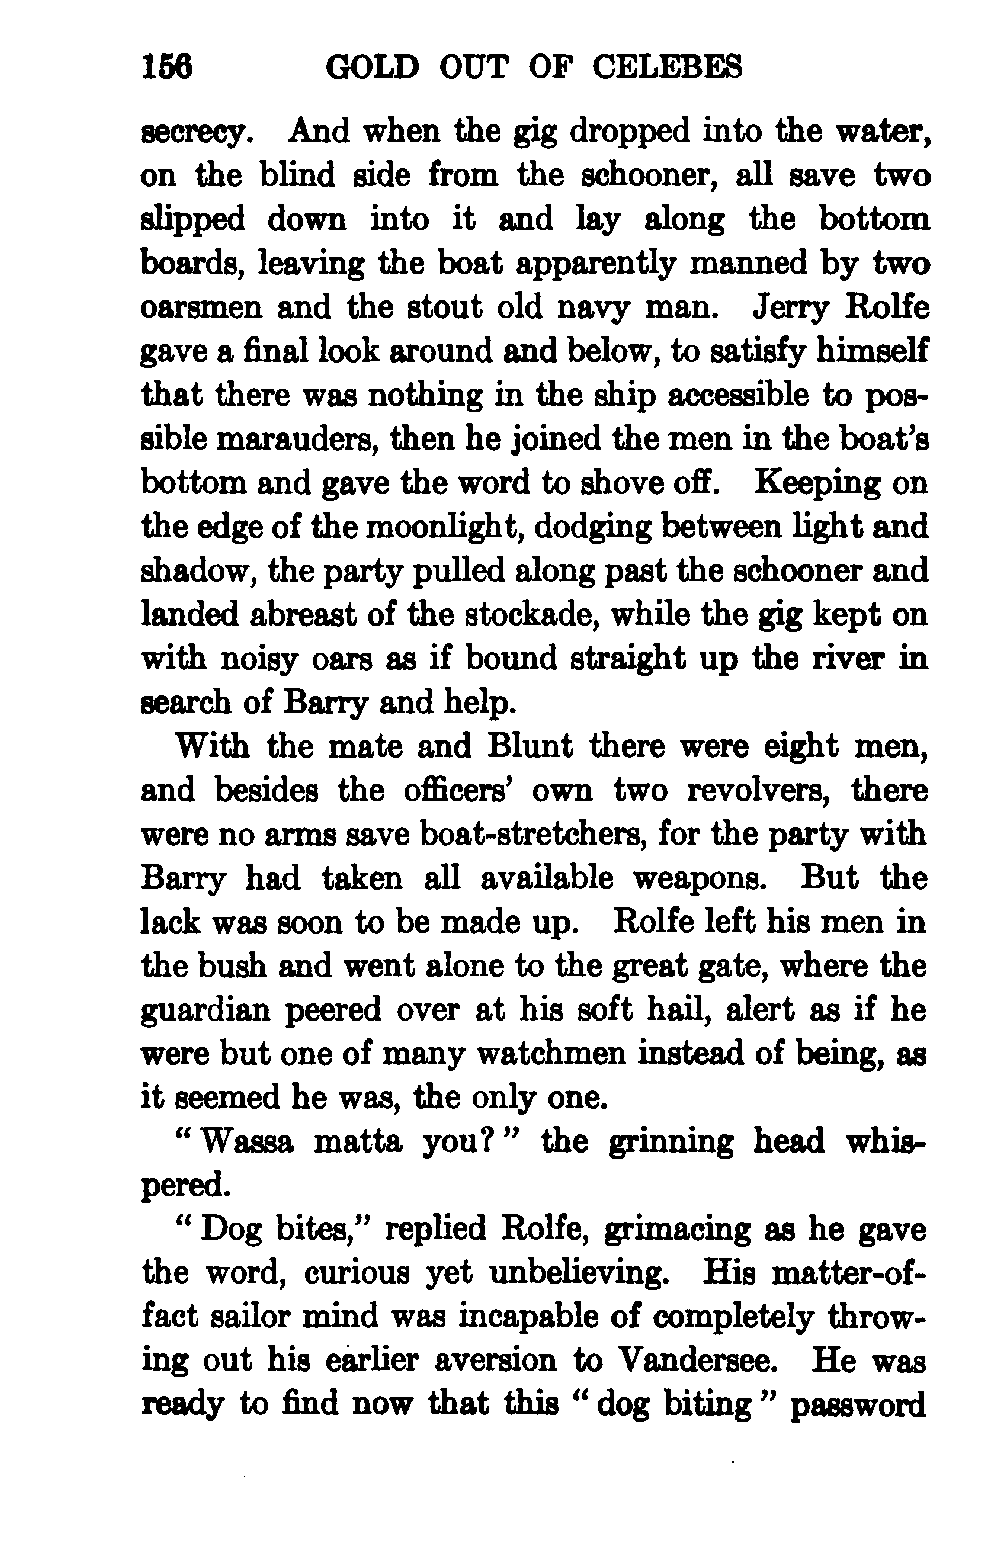 156 GOLD OUT OF CELEBES
secrecy. And when the gig dropped into the water,
on the blind side from the schooner, all save two
slipped down into it and lay along the bottom
boards, leaving the boat apparently manned by two
oarsmen and the stout old navy man. Jerry Rolfe
gave a final look around and below, to satisfy himself
that there was nothing in the ship accessible to pos-
sible marauders, then he joined the men in the boat's
bottom and gave the word to shove off. Keeping on
the edge of the moonlight, dodging between light and
shadow, the party pulled along past the schooner and
landed abreast of the stockade, while the gig kept on
with noisy oars as if bound straight up the river in
search of Barry and help.
With the mate and Blunt there were eight men,
and besides the officers' own two revolvers, there
were no arms save boat-stretchers, for the party with
Barry had taken all available weapons. But the
lack was soon to be made up. Rolfe left his men in
the bush and went alone to the great gate, where the
guardian peered over at his soft hail, alert as if he
were but one of many watchmen instead of being, as
it seemed he was, the only one.
"Wassa matta you?" the grinning head whis-
pered.
"Dog bites," replied Rolfe, grimacing as he gave
the word, curious yet unbelieving. His matter-of-
fact sailor mind was incapable of completely throw-
ing out his earlier aversion to Vandersee. He was
ready to find now that this "dog biting" password